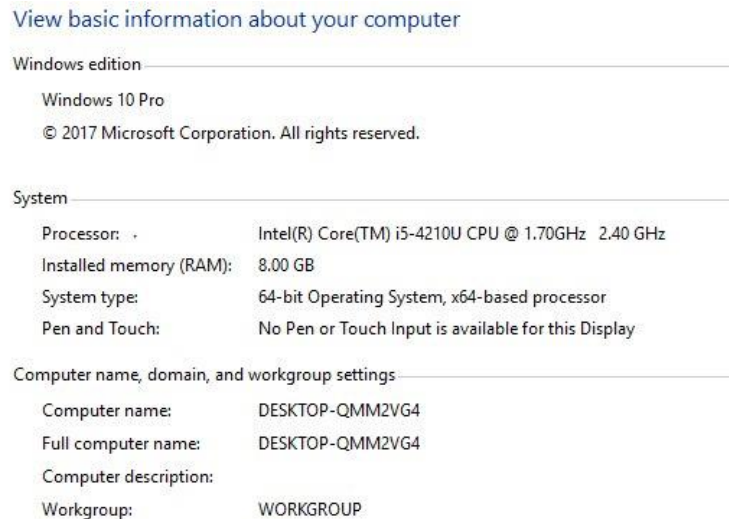 View basic information about your computer
Windows edition
Windows 10 Pro
© 2017 Microsoft Corporation. All rights reserved.
System
Processor: Intel(R) Core(TM) i5-4210U CPU @ 1.70GHz 2.40 GHz
Installed memory (RAM): 8.00 GB
System type: 64-bit Operating System, x64-based processor
Pen and Touch: No Pen or Touch Input is available for this Display
Computer name, domain, and workgroup settings
Computer name: DESKTOP-QMM2VG4
Full computer name: DESKTOP-QMM2VG4
Computer description:
Workgroup: WORKGROUP